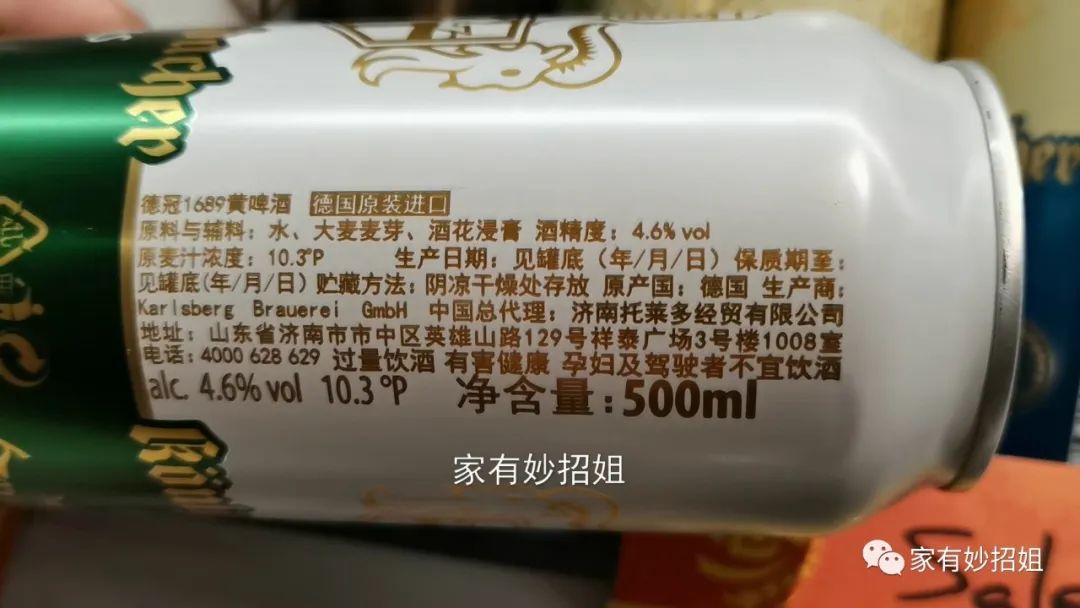 德冠1689黄啤酒 德国原装进口
原料与辅料：水、大麦麦芽、酒花浸膏 酒精度：4.6% vol
原麦汁浓度：10.3°P 生产日期：见罐底（年/月/日）保质期至：
见罐底(年/月/日) 贮藏方法：阴凉干燥处存放 原产国：德国 生产商：
Karlsberg Brauerei GmbH 中国总代理：济南托莱多经贸有限公司
地址：山东省济南市市中区英雄山路129号祥泰广场3号楼1008室
电话：4000 628 629 过量饮酒 有害健康 孕妇及驾驶者不宜饮酒
alc. 4.6% vol 10.3 °P 净含量：500ml
家有妙招姐
家有妙招姐